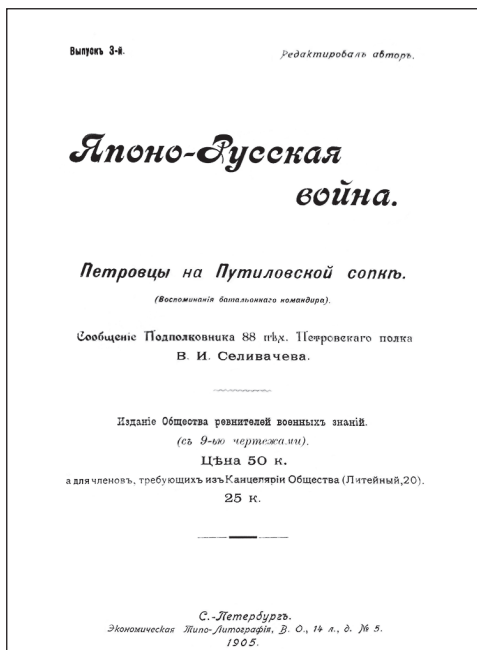 Выпускъ 3-й.
Редактировалъ авторъ.
Японо-Русская
война.
Петровцы на Путиловской сопкѣ.
(Воспоминанія батальоннаго командира).
Сообщеніе Подполковника 88 пѣх. Петровскаго полка
В. И. Селивачева.
Изданіе Общества ревнителей военныхъ знаній.
(съ 9-ью чертежами).
Цѣна 50 к.
а для членовъ, требующихъ изъ Канцеляріи Общества (Литейный, 20).
25 к.
С.-Петербургъ.
Экономическая Типо-Литографія, В. О., 14 л., д. № 5.
1905.